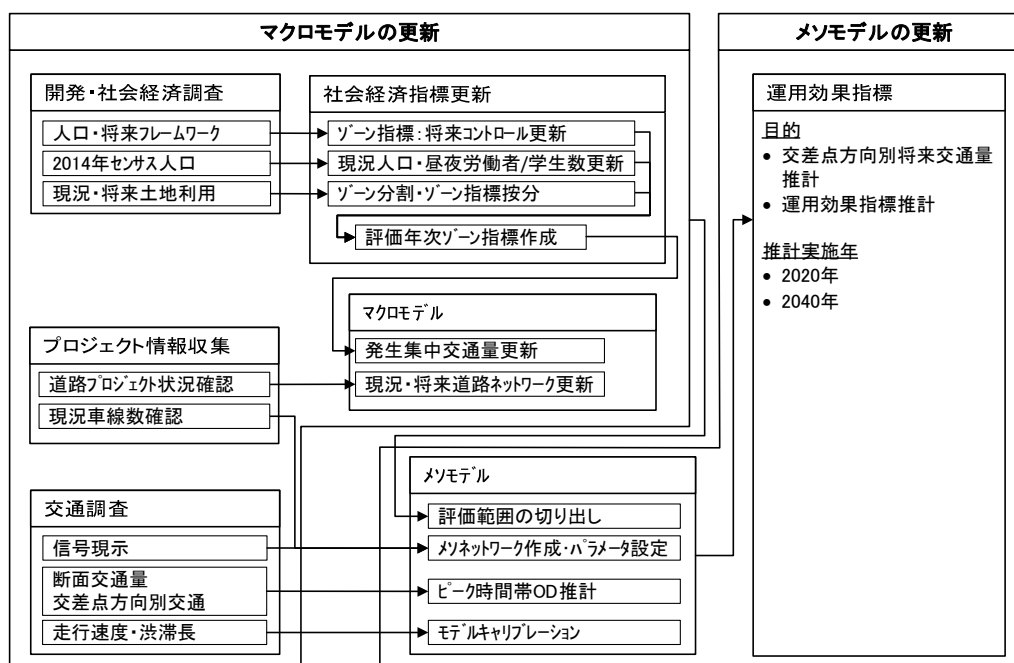 マクロモデルの更新
開発・社会経済調査
人口・将来フレームワーク
2014年センサス人口
現況・将来土地利用
社会経済指標更新
ゾーン指標:将来コントロール更新
現況人口・昼夜労働者/学生数更新
ゾーン分割・ゾーン指標按分
評価年次ゾーン指標作成
マクロモデル
発生集中交通量更新
現況・将来道路ネットワーク更新
プロジェクト情報収集
道路プロジェクト状況確認
現況車線数確認
交通調査
信号現示
断面交通量
交差点方向別交通
走行速度・渋滞長
メソモデル
評価範囲の切り出し
メソネットワーク作成・パラメータ設定
ピーク時間帯OD推計
モデルキャリブレーション
メソモデルの更新
運用効果指標
目的
• 交差点方向別将来交通量
推計
• 運用効果指標推計
推計実施年
• 2020年
• 2040年